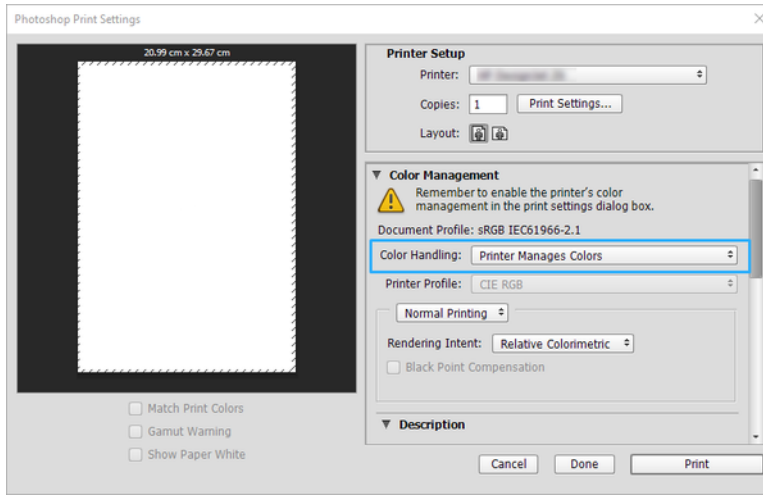 Photoshop Print Settings
20.99 cm x 29.67 cm
Match Print Colors
Gamut Warning
Show Paper White
Printer Setup
Printer:
Copies: 1 Print Settings...
Layout:
Color Management
Remember to enable the printer's color
management in the print settings dialog box.
Document Profile: sRGB IEC61966-2.1
Color Handling: Printer Manages Colors
Printer Profile: CIE RGB
Normal Printing
Rendering Intent: Relative Colorimetric
Black Point Compensation
Description
Cancel Done Print